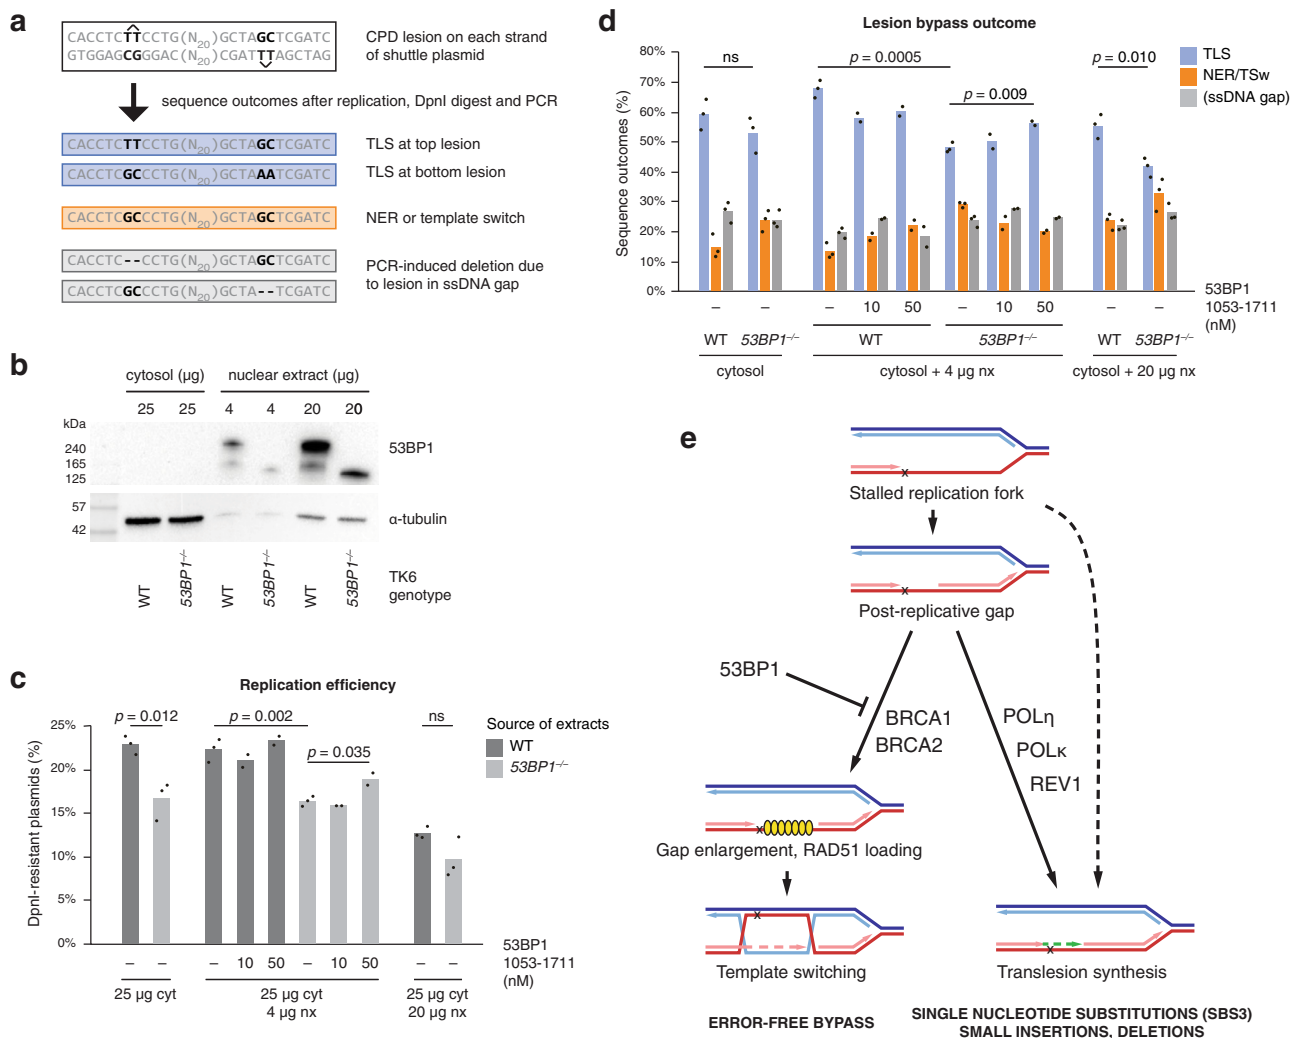 a
CACCTCTTCCTG(N20)GCTAGCTCGATC
GTGGAGCGGGAC(N20)CGATTTAGCTAG
CPD lesion on each strand
of shuttle plasmid
sequence outcomes after replication, DpnI digest and PCR
CACCTCTTCCTG(N20)GCTAGCTCGATC
TLS at top lesion
CACCTCGCCCTG(N20)GCTAAATCGATC
TLS at bottom lesion
CACCTCGCCCTG(N20)GCTAGCTCGATC
NER or template switch
CACCTC--CCTG(N20)GCTAGCTCGATC
CACCTCGCCCTG(N20)GCTA--TCGATC
PCR-induced deletion due
to lesion in ssDNA gap
b
cytosol (µg) nuclear extract (µg)
25 25 4 4 20 20
kDa
240
165
125
53BP1
57
42
α-tubulin
WT 53BP1–/– WT 53BP1–/– WT 53BP1–/–
TK6
genotype
c
Replication efficiency
DpnI-resistant plasmids (%)
25%
20%
15%
10%
5%
0%
p = 0.012
p = 0.002
p = 0.035
ns
Source of extracts
WT
53BP1–/–
– – – 10 50 – 10 50 – –
53BP1
1053-1711
(nM)
25 µg cyt
25 µg cyt
4 µg nx
25 µg cyt
20 µg nx
d
Lesion bypass outcome
Sequence outcomes (%)
80%
70%
60%
50%
40%
30%
20%
10%
0%
ns
p = 0.0005
p = 0.009
p = 0.010
TLS
NER/TSw
(ssDNA gap)
– – – 10 50 – 10 50 – –
53BP1
1053-1711
(nM)
WT 53BP1–/– WT 53BP1–/– WT 53BP1–/–
cytosol cytosol + 4 µg nx cytosol + 20 µg nx
e
x
Stalled replication fork
x
Post-replicative gap
53BP1
BRCA1
BRCA2
POLη
POLκ
REV1
x
Gap enlargement, RAD51 loading
x
Template switching
x
Translesion synthesis
ERROR-FREE BYPASS
SINGLE NUCLEOTIDE SUBSTITUTIONS (SBS3)
SMALL INSERTIONS, DELETIONS